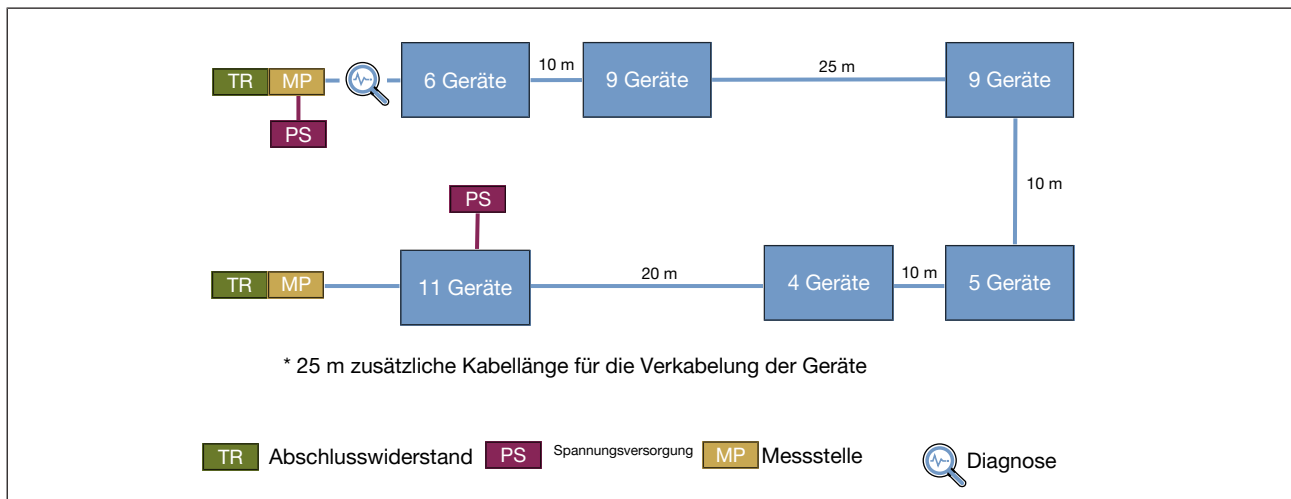 TR MP 6 Geräte 10 m 9 Geräte 25 m 9 Geräte
PS
10 m
PS
TR MP 11 Geräte 20 m 4 Geräte 10 m 5 Geräte
* 25 m zusätzliche Kabellänge für die Verkabelung der Geräte
TR Abschlusswiderstand PS Spannungsversorgung MP Messstelle Diagnose